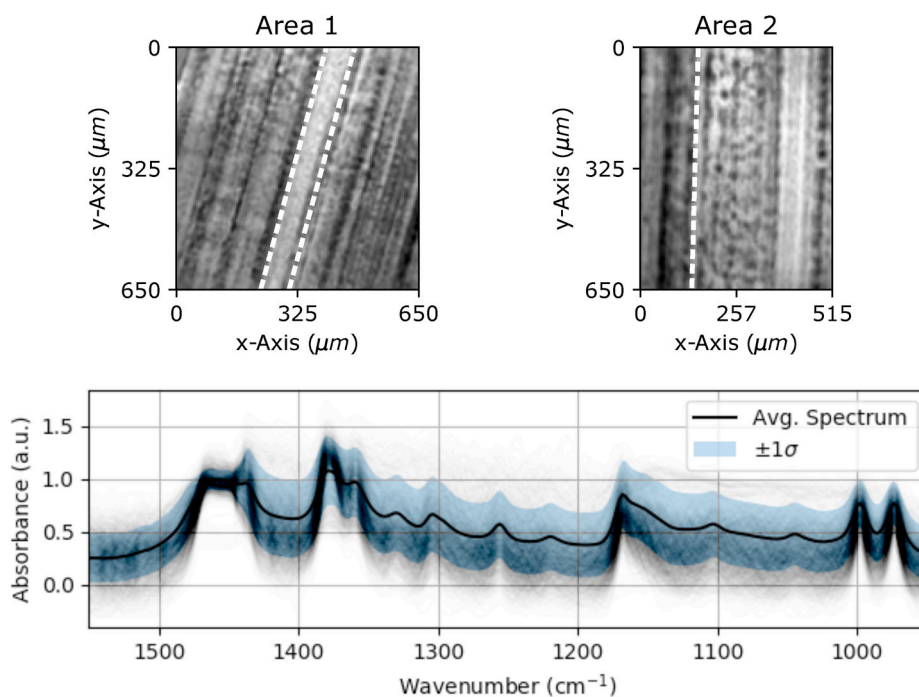 Area 1
0
325
650
y-Axis (μm)
0
325
650
x-Axis (μm)
Area 2
0
325
650
y-Axis (μm)
0
257
515
x-Axis (μm)
1.5
1.0
0.5
0.0
Absorbance (a.u.)
Avg. Spectrum
±1σ
1500
1400
1300
1200
1100
1000
Wavenumber (cm⁻¹)